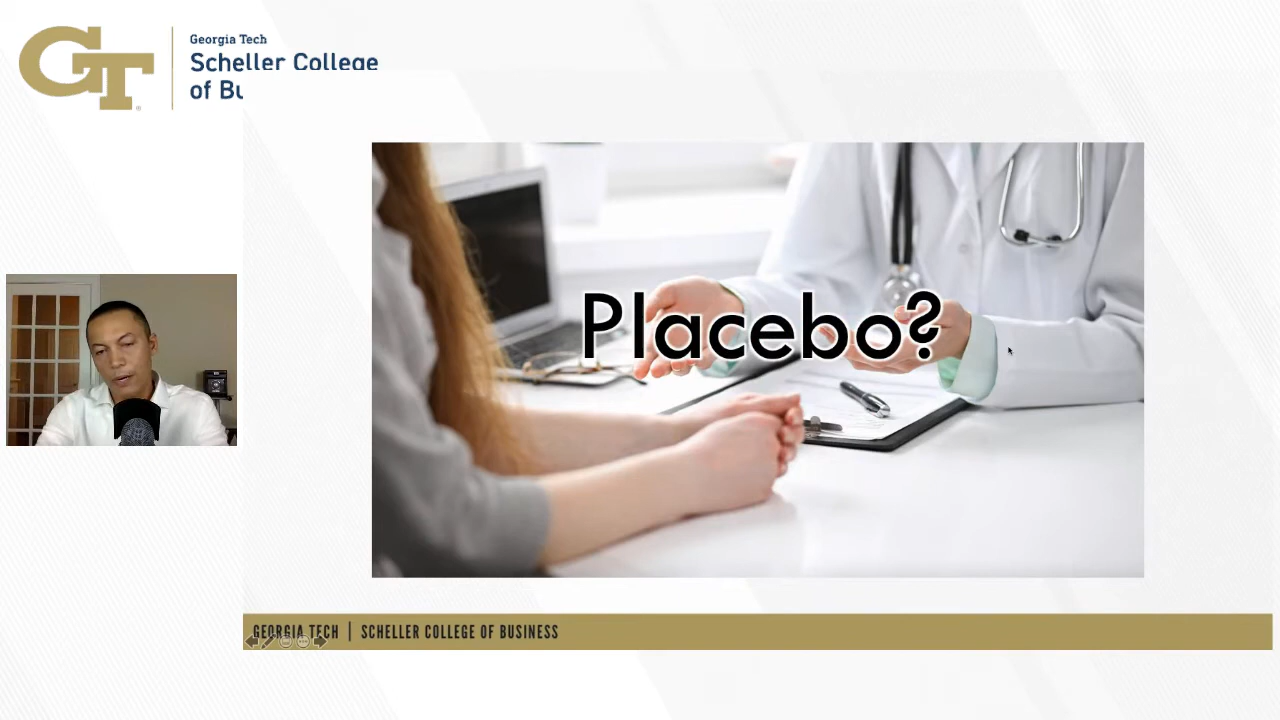 Georgia Tech
Scheller College
of Bu
Placebo?
GEORGIA TECH | SCHELLER COLLEGE OF BUSINESS